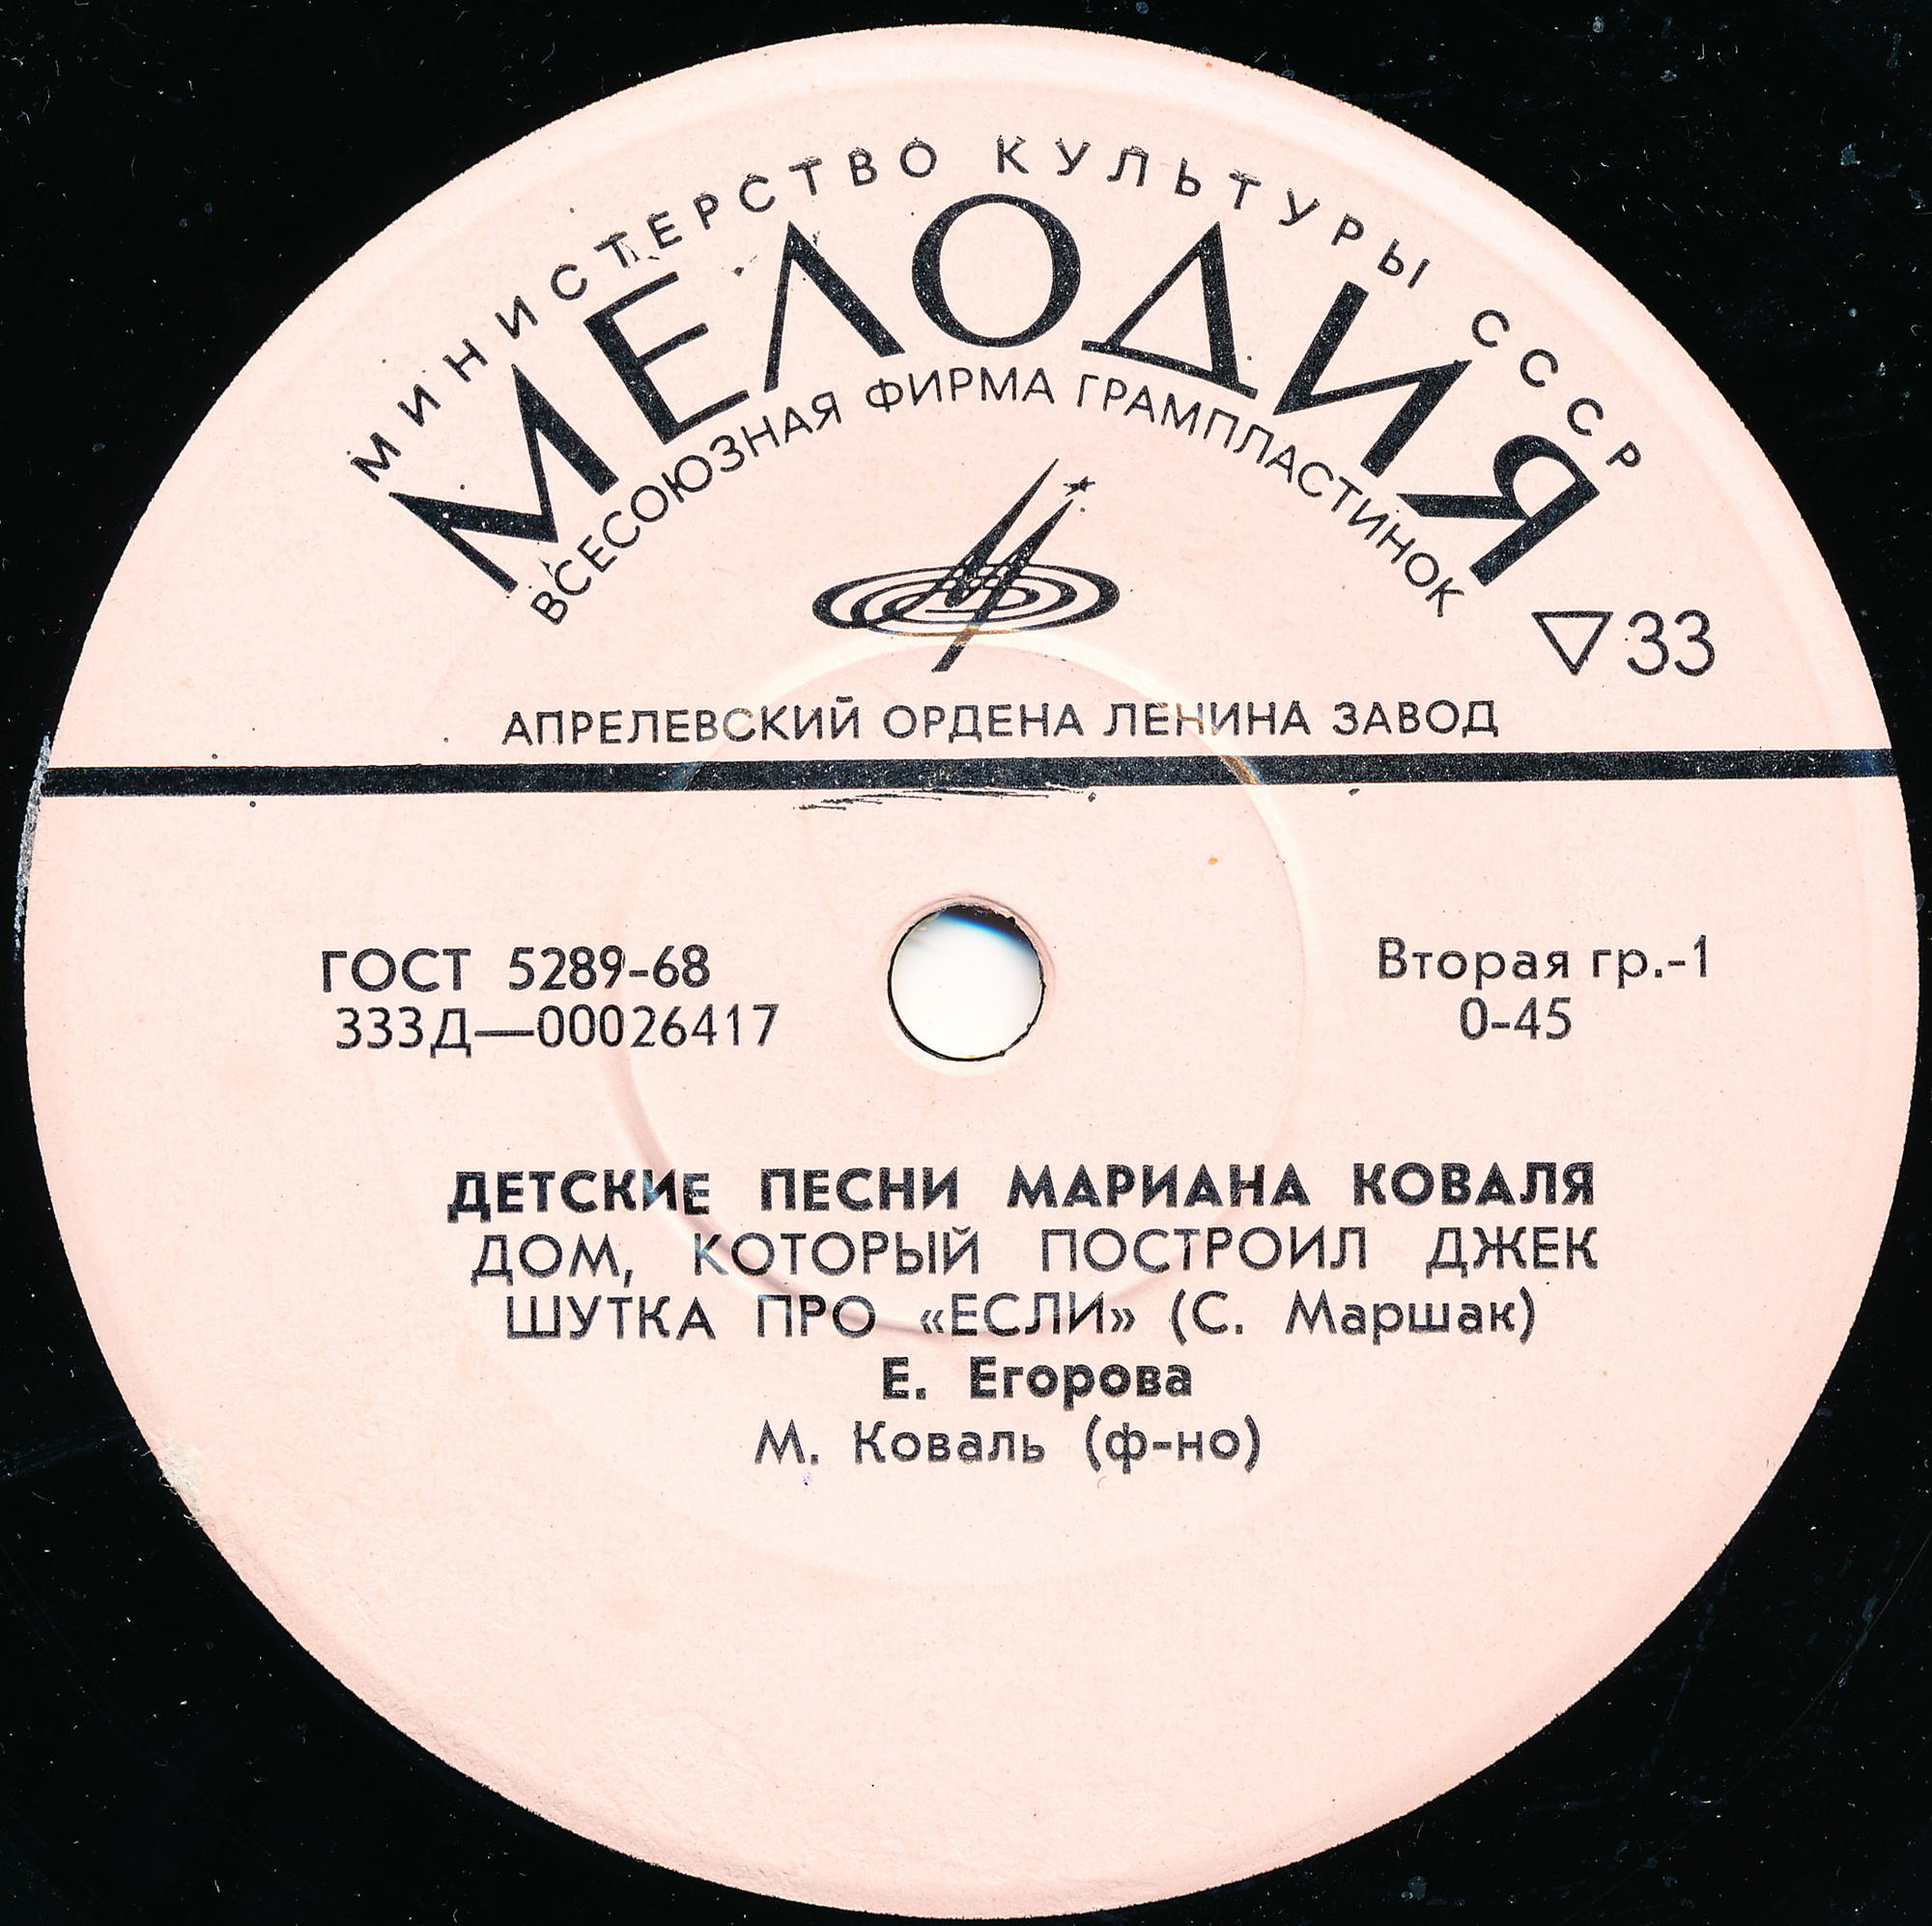 МИНИСТЕРСТВО КУЛЬТУРЫ СССР
МЕЛОДИЯ
ВСЕСОЮЗНАЯ ФИРМА ГРАМПЛАСТИНОК
33
АПРЕЛЕВСКИЙ ОРДЕНА ЛЕНИНА ЗАВОД
ГОСТ 5289-68
33Д—00026417
Вторая гр.-1
0-45
ДЕТСКИЕ ПЕСНИ МАРИАНА КОВАЛЯ
ДОМ, КОТОРЫЙ ПОСТРОИЛ ДЖЕК
ШУТКА ПРО «ЕСЛИ» (С. Маршак)
Е. Егорова
М. Коваль (ф-но)